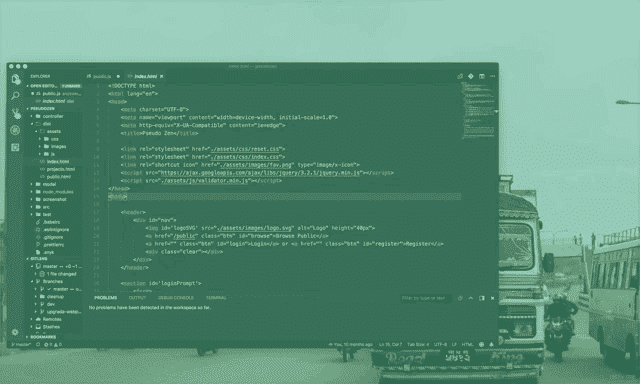 index.html — pseudozen
EXPLORER
OPEN EDITO...
public.js
index.html
PSEUDOZEN
controller
dist
assets
css
images
js
index.html
projects.html
public.html
model
node_modules
screenshot
src
test
.babelrc
.eslintignore
.gitignore
.prettierrc
.snyk
GITLENS
master
1 file changed
Branches
master
cleanup
dev
Remotes
Stashes
BOOKMARKS
public.js
index.html
<!DOCTYPE html>
<html lang="en">
<head>
<meta charset="UTF-8">
<meta name="viewport" content="width=device-width, initial-scale=1.0">
<meta http-equiv="X-UA-Compatible" content="ie=edge">
<title>Pseudo Zen</title>
<link rel="stylesheet" href="./assets/css/reset.css">
<link rel="stylesheet" href="./assets/css/index.css">
<link rel="shortcut icon" href="./assets/images/fav.png" type="image/x-icon">
<script src="https://ajax.googleapis.com/ajax/libs/jquery/3.2.1/jquery.min.js"></script>
<script src="./assets/js/validator.min.js"></script>
</head>
<body>
<header>
<div id="nav">
<img id="logoSVG" src="./assets/images/logo.svg" alt="Logo" height="40px">
<a href="/public" class="btn" id="browse">Browse Public</a>
<a href="" class="btn" id="login">Login</a> or <a href="" class="btn" id="register">Register</a>
<div class="clear"></div>
</div>
</header>
<section id="loginPrompt">
PROBLEMS OUTPUT DEBUG CONSOLE TERMINAL
Filter by type or text
No problems have been detected in the workspace so far.
master* You, 10 months ago Ln 15, Col 7 Tab Size: 4 UTF-8 LF HTML
Road King